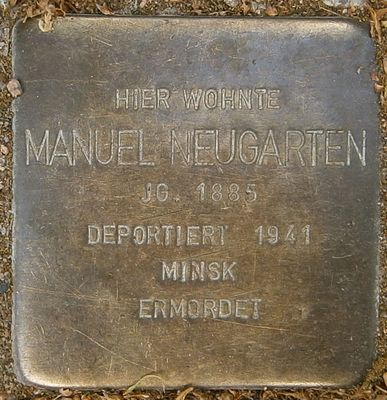 HIER WOHNTE
MANUEL NEUGARTEN
JG. 1885
DEPORTIERT 1941
MINSK
ERMORDET